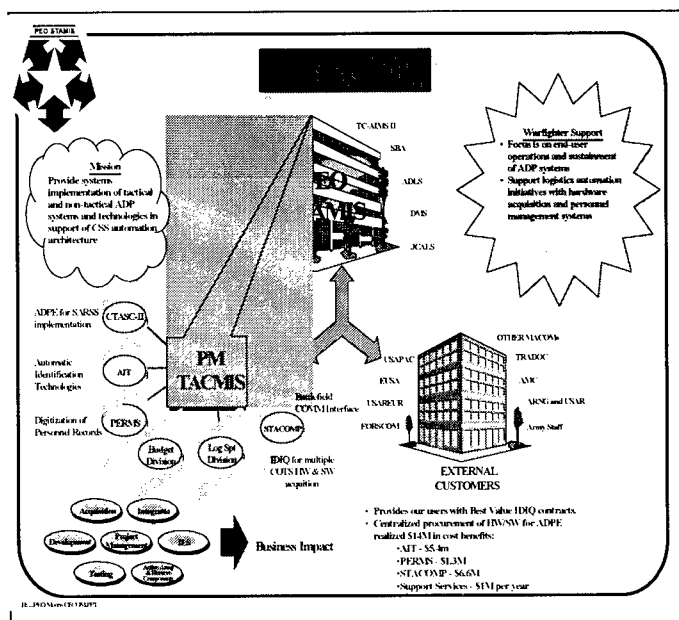 PEO STAMIS
TC-AIMS II
SBA
ADLS
DMS
JCALS
Mission
Provide systems
implementation of tactical
and non-tactical ADP
systems and technologies in
support of CSS automation
architecture
Warfighter Support
• Focus is on end-user
operations and sustainment
of ADP systems
• Support logistics automation
initiatives with hardware
acquisition and personnel
management systems
ADPE for SARSS
implementation
CTASC-II
Automatic
Identification
Technologies
AIT
Digitization of
Personnel Records
PERMS
PM
TACMIS
Budget
Division
Log Spt
Division
COMM Interface
STACOMP
IDIQ for multiple
COTS HW & SW
acquition
USAPAC
EUSA
USAREUR
FORSCOM
OTHER MACOMs
TRADOC
AMC
ARNG and USAR
Army Staff
EXTERNAL
CUSTOMERS
Acquisition
Integration
Development
Project
Management
ILS
Testing
Business Impact
• Provides our users with Best Value IDIQ contracts.
• Centralized procurement of HW/SW for ADPE
realized $14M in cost benefits:
•AIT - $5.4m
•PERMS - $1.3M
•STACOMP - $6.6M
•Support Services - $1M per year